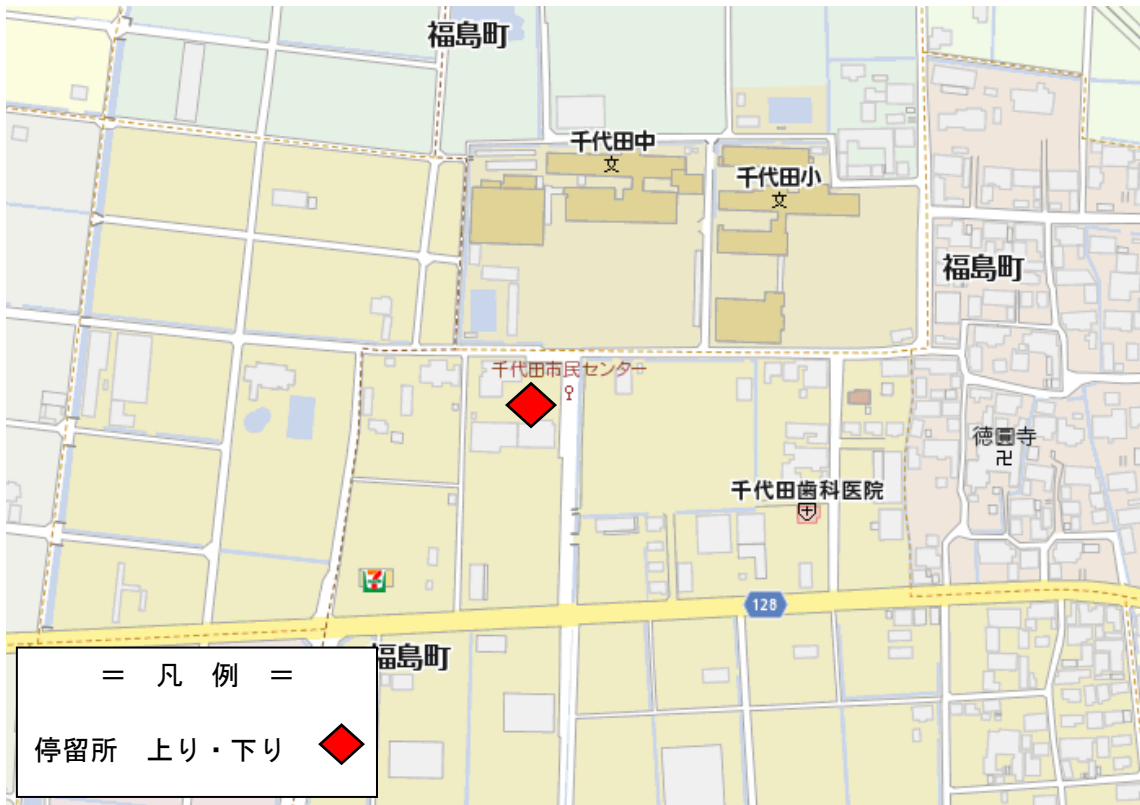 福島町
千代田中
文
千代田小
文
福島町
千代田市民センター
徳圓寺
千代田歯科医院
128
福島町
＝ 凡 例 ＝
停留所 上り・下り